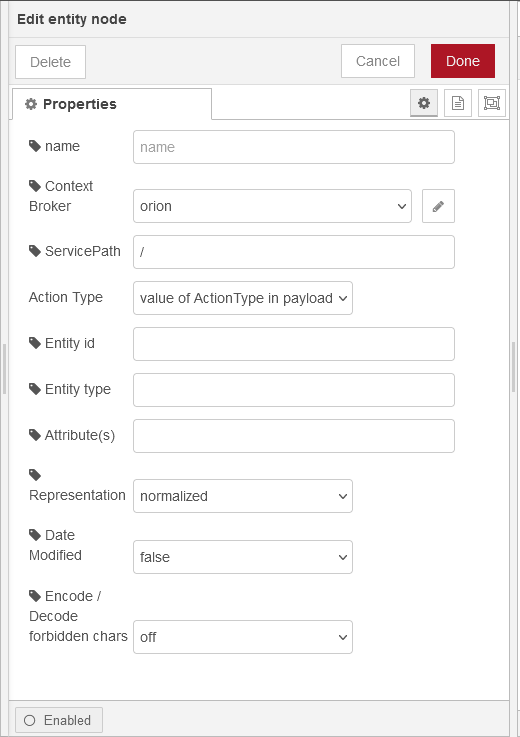 Edit entity node
Delete
Cancel
Done
Properties
name
name
Context
Broker
orion
ServicePath
/
Action Type
value of ActionType in payload
Entity id
Entity type
Attribute(s)
Representation
normalized
Date
Modified
false
Encode /
Decode
forbidden chars
off
Enabled